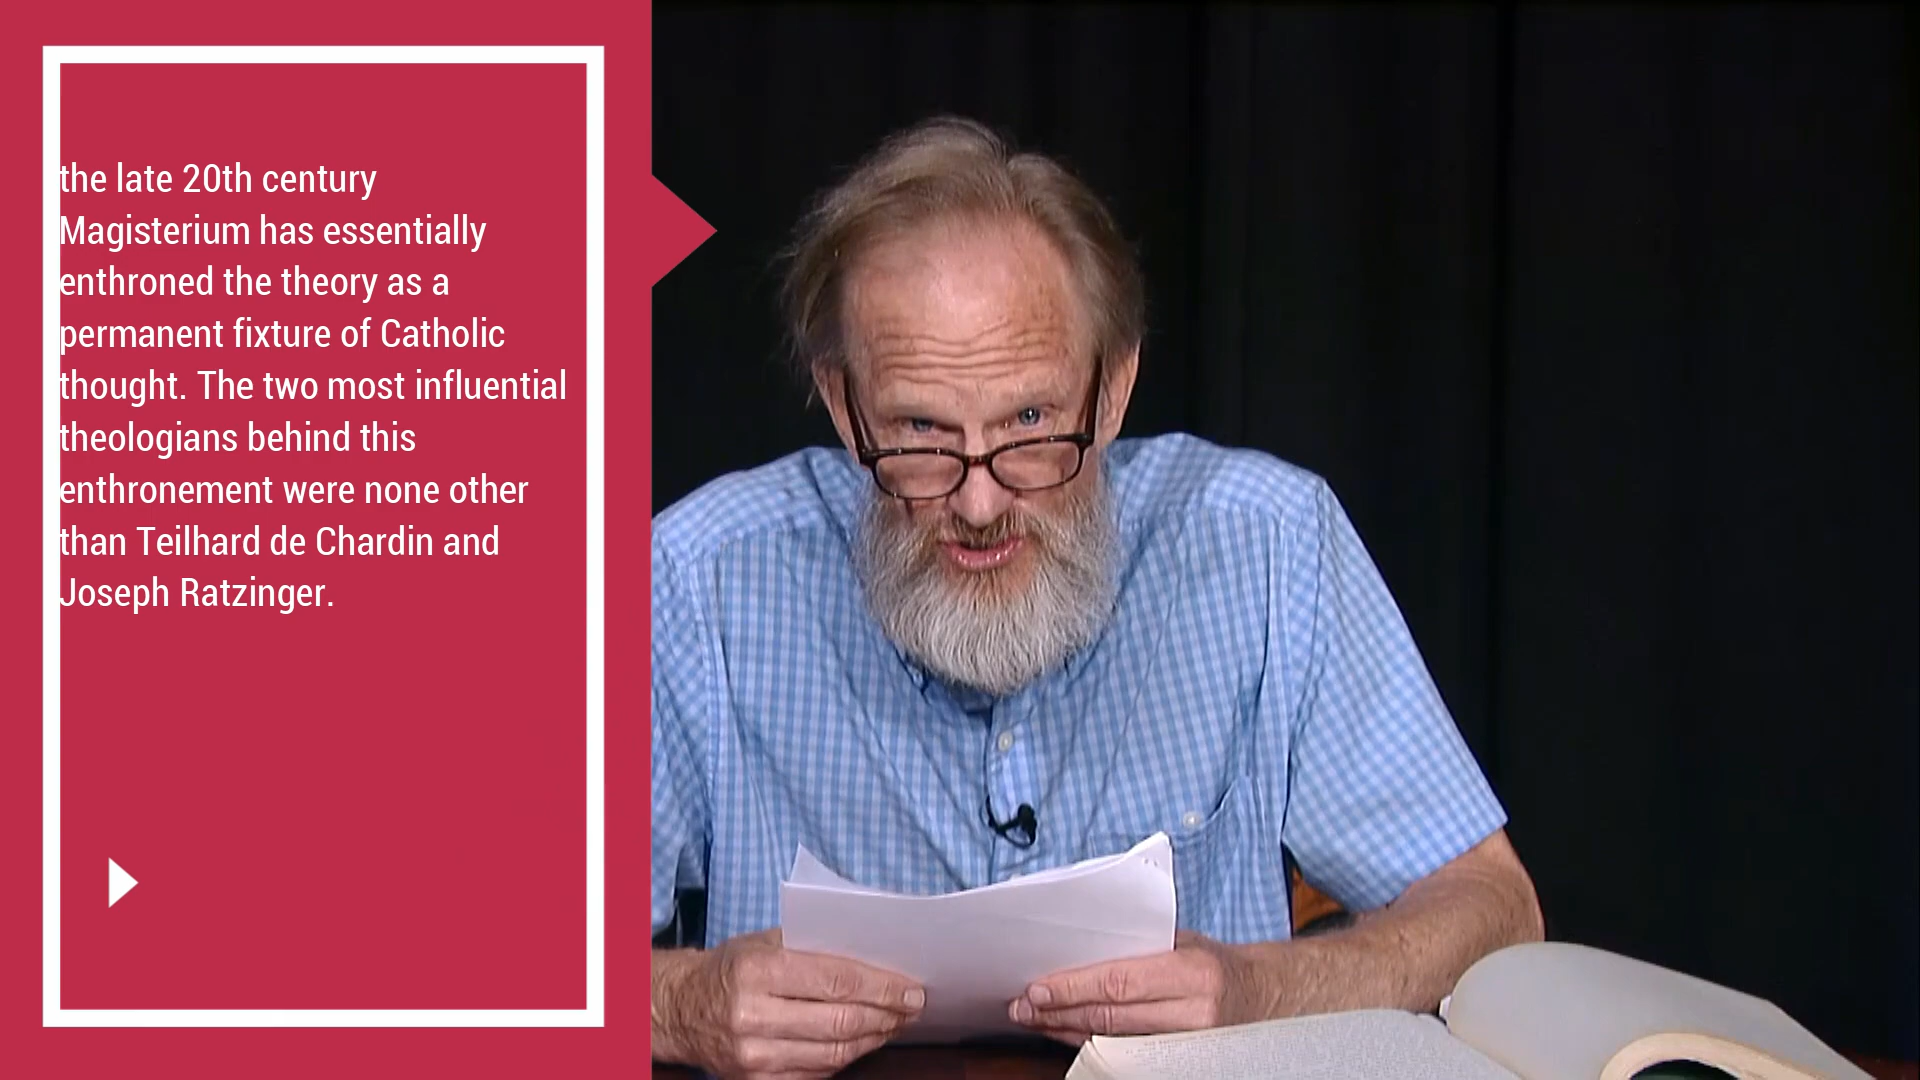 the late 20th century
Magisterium has essentially
enthroned the theory as a
permanent fixture of Catholic
thought. The two most influential
theologians behind this
enthronement were none other
than Teilhard de Chardin and
Joseph Ratzinger.